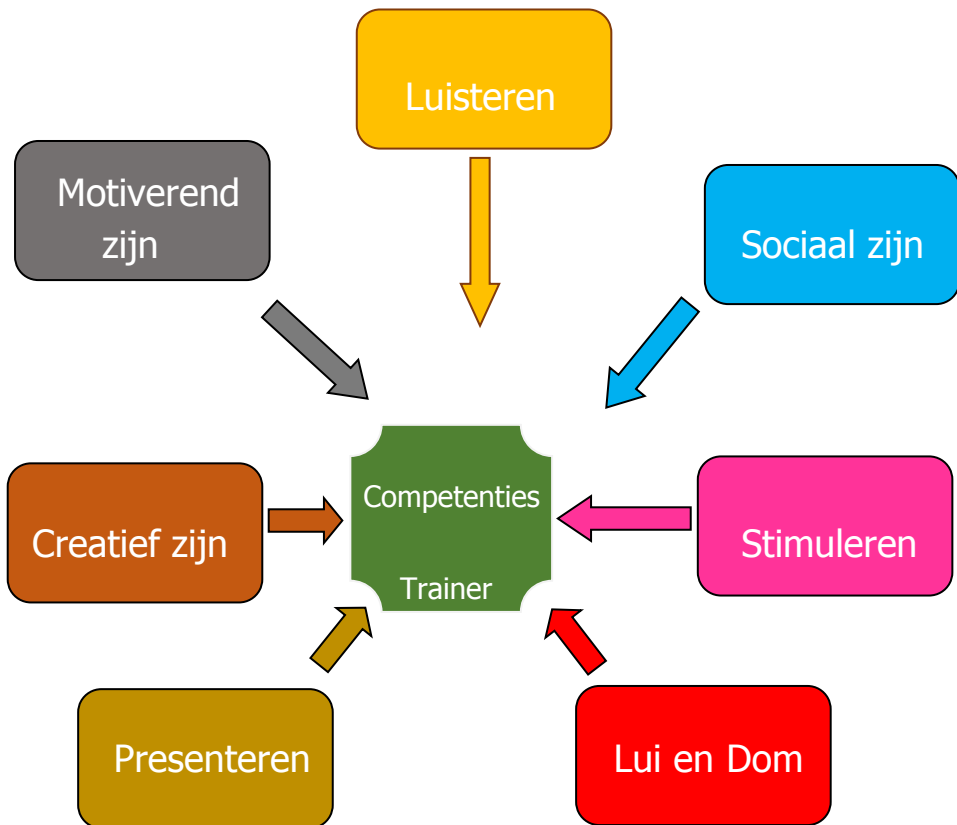 Luisteren
Motiverend
zijn
Sociaal zijn
Competenties
Trainer
Creatief zijn
Stimuleren
Presenteren
Lui en Dom